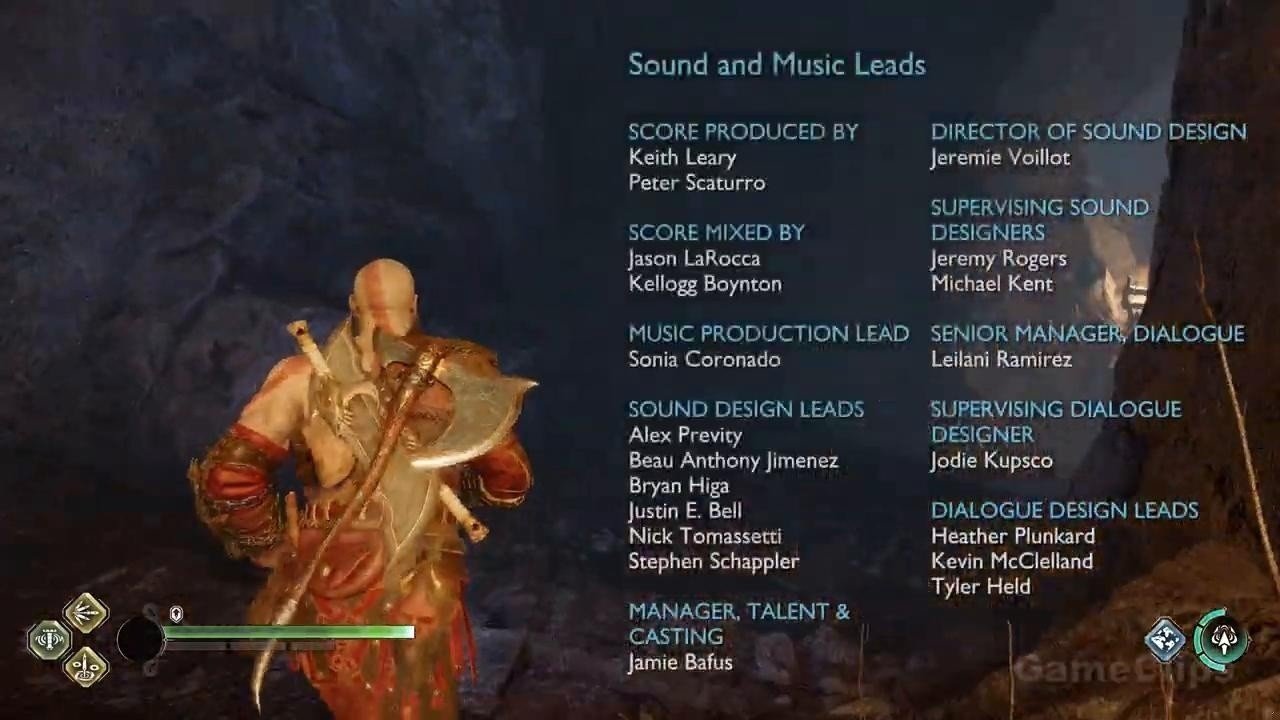 Sound and Music Leads
SCORE PRODUCED BY
Keith Leary
Peter Scaturro
SCORE MIXED BY
Jason LaRocca
Kellogg Boynton
MUSIC PRODUCTION LEAD
Sonia Coronado
SOUND DESIGN LEADS
Alex Previty
Beau Anthony Jimenez
Bryan Higa
Justin E. Bell
Nick Tomassetti
Stephen Schappler
MANAGER, TALENT &
CASTING
Jamie Bafus
DIRECTOR OF SOUND DESIGN
Jeremie Voillot
SUPERVISING SOUND
DESIGNERS
Jeremy Rogers
Michael Kent
SENIOR MANAGER, DIALOGUE
Leilani Ramirez
SUPERVISING DIALOGUE
DESIGNER
Jodie Kupsco
DIALOGUE DESIGN LEADS
Heather Plunkard
Kevin McClelland
Tyler Held
GameClips